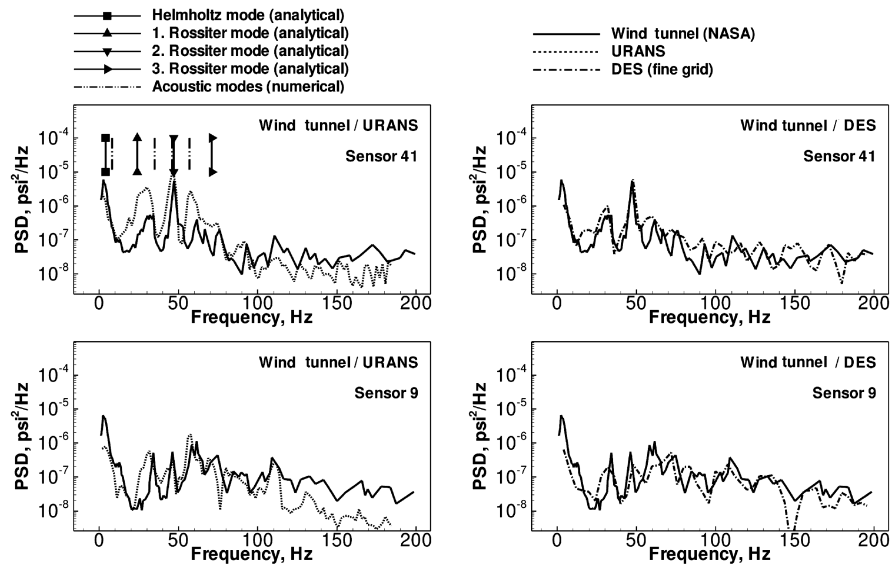 Helmholtz mode (analytical)
1. Rossiter mode (analytical)
2. Rossiter mode (analytical)
3. Rossiter mode (analytical)
Acoustic modes (numerical)
Wind tunnel (NASA)
URANS
DES (fine grid)
Wind tunnel / URANS
Sensor 41
10⁻⁴
10⁻⁵
10⁻⁶
10⁻⁷
10⁻⁸
PSD, psi²/Hz
0 50 100 150 200
Frequency, Hz
Wind tunnel / DES
Sensor 41
10⁻⁴
10⁻⁵
10⁻⁶
10⁻⁷
10⁻⁸
PSD, psi²/Hz
0 50 100 150 200
Frequency, Hz
Wind tunnel / URANS
Sensor 9
10⁻⁴
10⁻⁵
10⁻⁶
10⁻⁷
10⁻⁸
PSD, psi²/Hz
0 50 100 150 200
Frequency, Hz
Wind tunnel / DES
Sensor 9
10⁻⁴
10⁻⁵
10⁻⁶
10⁻⁷
10⁻⁸
PSD, psi²/Hz
0 50 100 150 200
Frequency, Hz